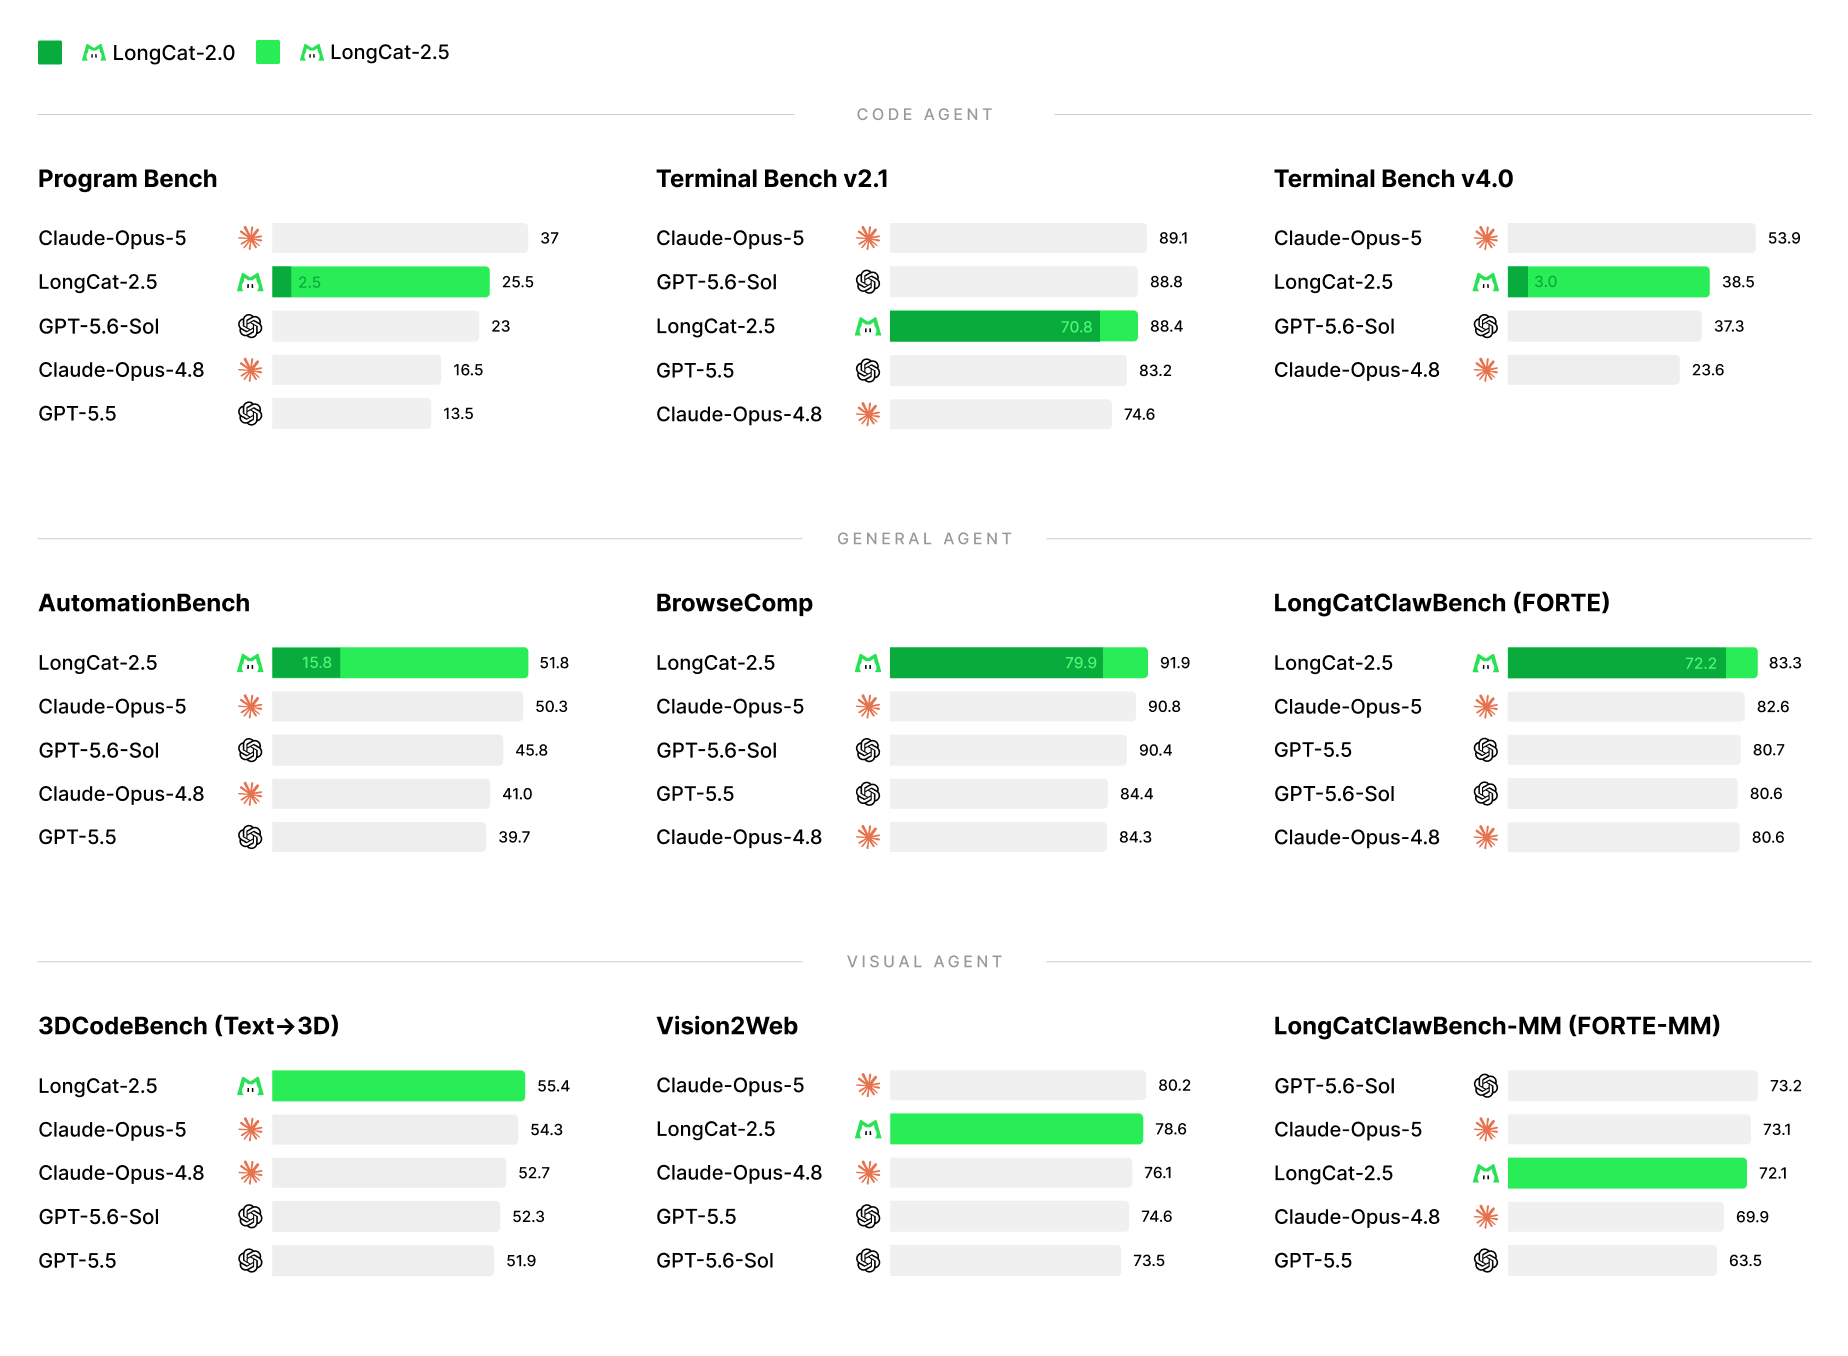 LongCat-2.0 LongCat-2.5
CODE AGENT
Program Bench
Claude-Opus-5 37
LongCat-2.5 2.5 25.5
GPT-5.6-Sol 23
Claude-Opus-4.8 16.5
GPT-5.5 13.5
Terminal Bench v2.1
Claude-Opus-5 89.1
GPT-5.6-Sol 88.8
LongCat-2.5 70.8 88.4
GPT-5.5 83.2
Claude-Opus-4.8 74.6
Terminal Bench v4.0
Claude-Opus-5 53.9
LongCat-2.5 3.0 38.5
GPT-5.6-Sol 37.3
Claude-Opus-4.8 23.6
GENERAL AGENT
AutomationBench
LongCat-2.5 15.8 51.8
Claude-Opus-5 50.3
GPT-5.6-Sol 45.8
Claude-Opus-4.8 41.0
GPT-5.5 39.7
BrowseComp
LongCat-2.5 79.9 91.9
Claude-Opus-5 90.8
GPT-5.6-Sol 90.4
GPT-5.5 84.4
Claude-Opus-4.8 84.3
LongCatClawBench (FORTE)
LongCat-2.5 72.2 83.3
Claude-Opus-5 82.6
GPT-5.5 80.7
GPT-5.6-Sol 80.6
Claude-Opus-4.8 80.6
VISUAL AGENT
3DCodeBench (Text→3D)
LongCat-2.5 55.4
Claude-Opus-5 54.3
Claude-Opus-4.8 52.7
GPT-5.6-Sol 52.3
GPT-5.5 51.9
Vision2Web
Claude-Opus-5 80.2
LongCat-2.5 78.6
Claude-Opus-4.8 76.1
GPT-5.5 74.6
GPT-5.6-Sol 73.5
LongCatClawBench-MM (FORTE-MM)
GPT-5.6-Sol 73.2
Claude-Opus-5 73.1
LongCat-2.5 72.1
Claude-Opus-4.8 69.9
GPT-5.5 63.5